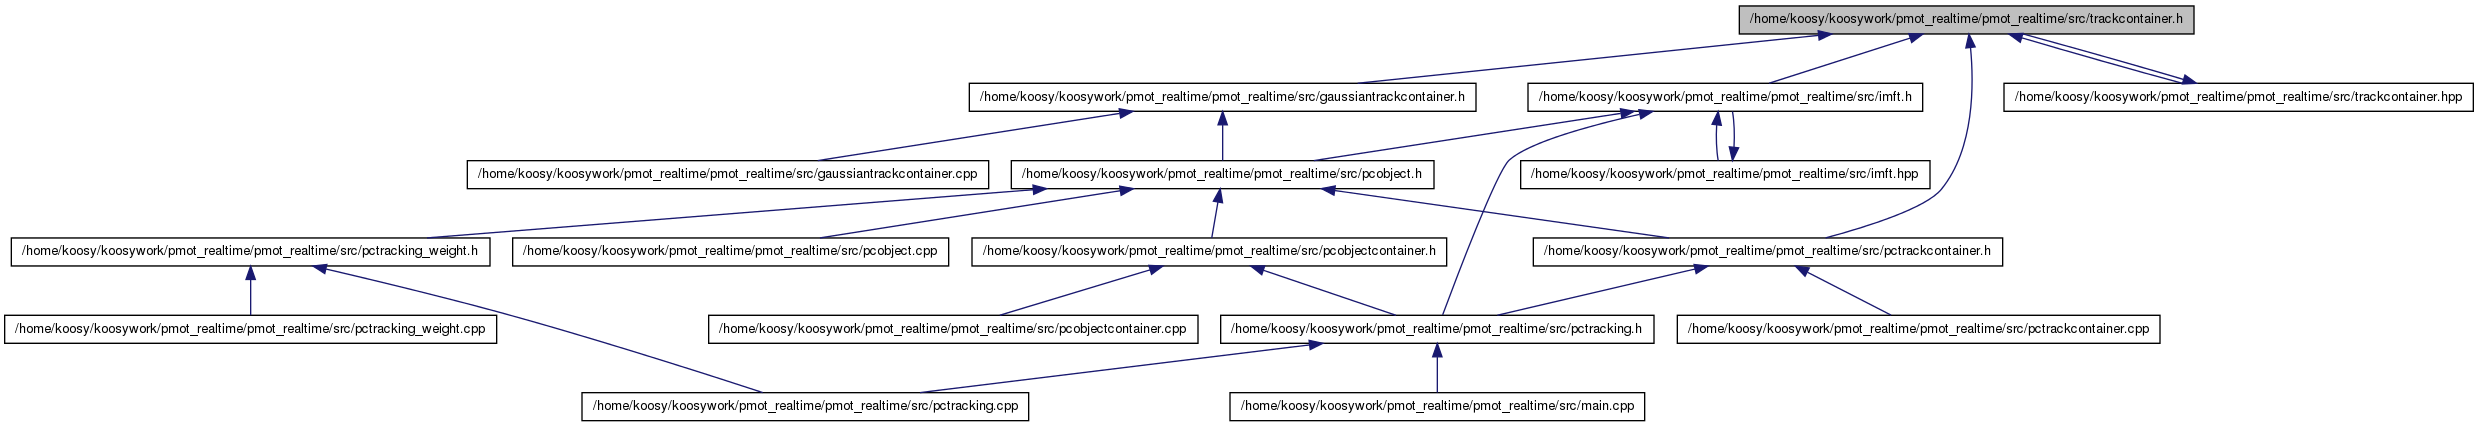 /home/koosy/koosywork/pmot_realtime/pmot_realtime/src/trackcontainer.h
/home/koosy/koosywork/pmot_realtime/pmot_realtime/src/gaussiantrackcontainer.h
/home/koosy/koosywork/pmot_realtime/pmot_realtime/src/imft.h
/home/koosy/koosywork/pmot_realtime/pmot_realtime/src/trackcontainer.hpp
/home/koosy/koosywork/pmot_realtime/pmot_realtime/src/gaussiantrackcontainer.cpp
/home/koosy/koosywork/pmot_realtime/pmot_realtime/src/pcobject.h
/home/koosy/koosywork/pmot_realtime/pmot_realtime/src/imft.hpp
/home/koosy/koosywork/pmot_realtime/pmot_realtime/src/pctracking_weight.h
/home/koosy/koosywork/pmot_realtime/pmot_realtime/src/pcobject.cpp
/home/koosy/koosywork/pmot_realtime/pmot_realtime/src/pcobjectcontainer.h
/home/koosy/koosywork/pmot_realtime/pmot_realtime/src/pctrackcontainer.h
/home/koosy/koosywork/pmot_realtime/pmot_realtime/src/pctracking_weight.cpp
/home/koosy/koosywork/pmot_realtime/pmot_realtime/src/pcobjectcontainer.cpp
/home/koosy/koosywork/pmot_realtime/pmot_realtime/src/pctracking.h
/home/koosy/koosywork/pmot_realtime/pmot_realtime/src/pctrackcontainer.cpp
/home/koosy/koosywork/pmot_realtime/pmot_realtime/src/pctracking.cpp
/home/koosy/koosywork/pmot_realtime/pmot_realtime/src/main.cpp